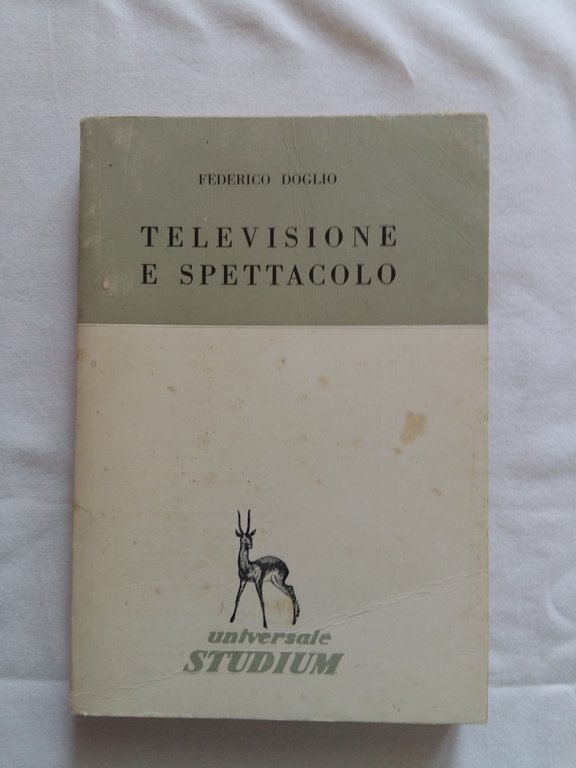 FEDERICO DOGLIO
TELEVISIONE
E SPETTACOLO
universale
STUDIUM